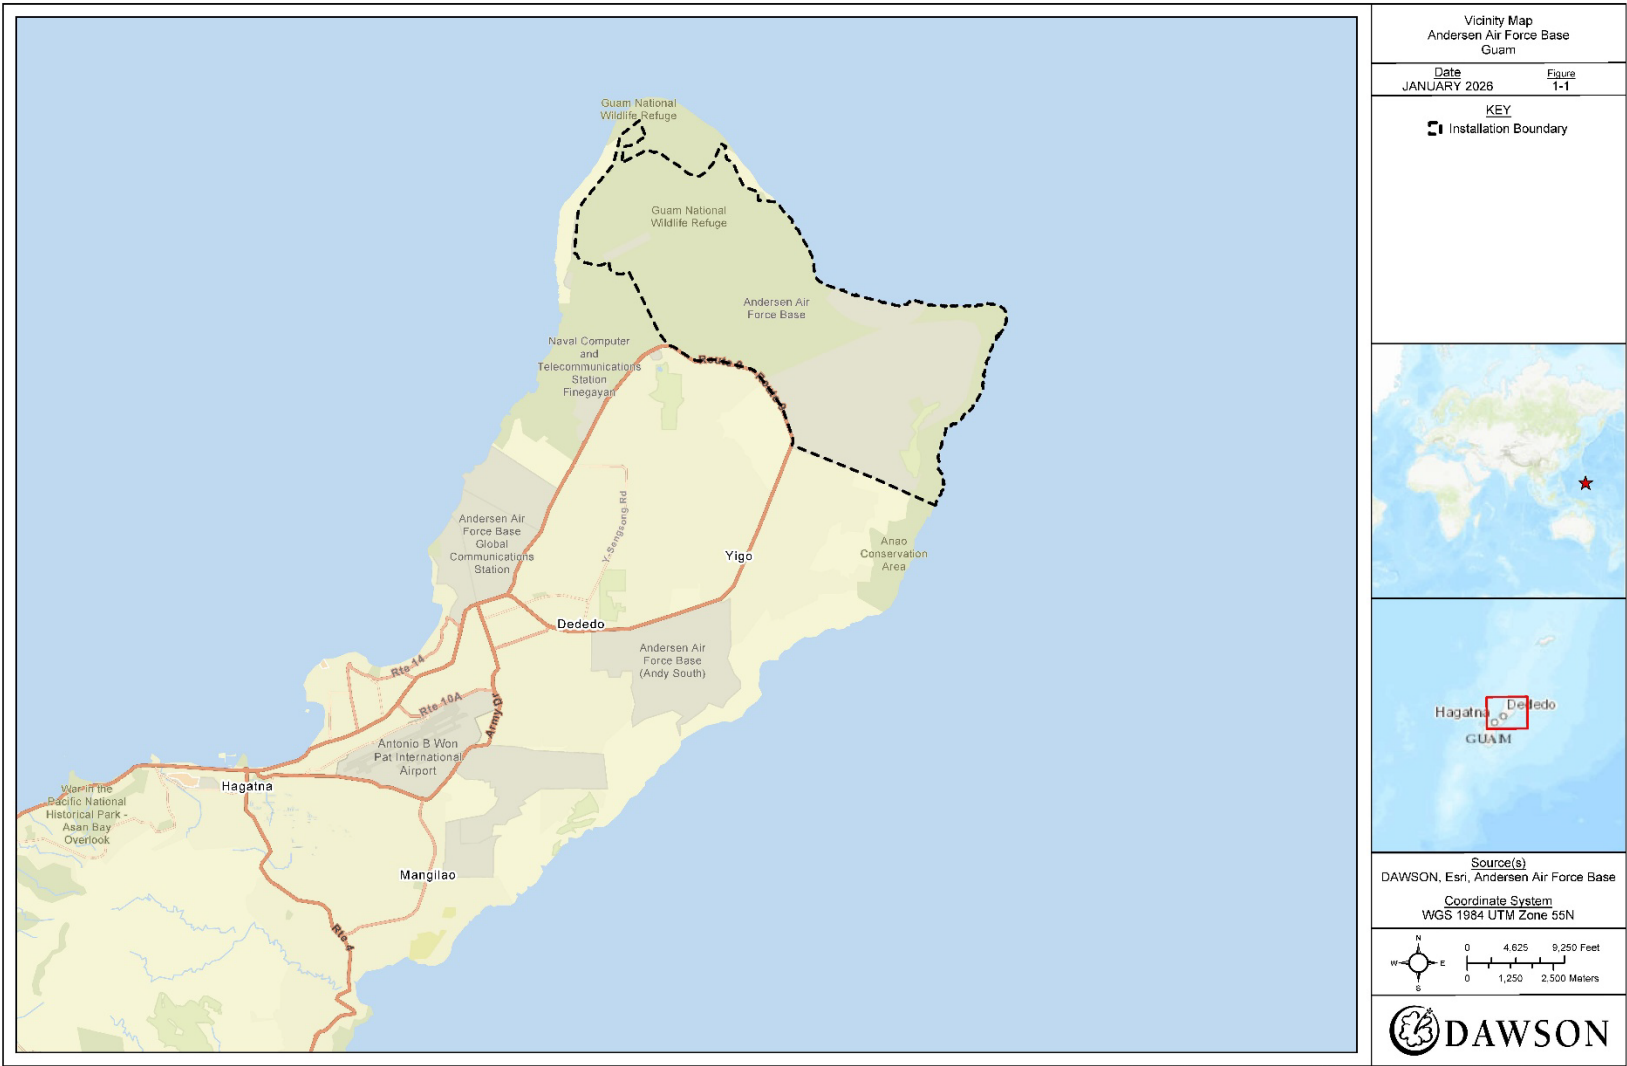 Vicinity Map
Andersen Air Force Base
Guam
Date
JANUARY 2026
Figure
1-1
KEY
Installation Boundary
Guam National
Wildlife Refuge
Guam National
Wildlife Refuge
Andersen Air
Force Base
Naval Computer
and
Telecommunications
Station
Finegayan
Route 9
Route 9
Andersen Air
Force Base
Global
Communications
Station
Y-Sengsong Rd
Yigo
Anao
Conservation
Area
Dededo
Andersen Air
Force Base
(Andy South)
Rte 14
Rte 10A
Army Dr
Antonio B Won
Pat International
Airport
Hagatna
War in the
Pacific National
Historical Park -
Asan Bay
Overlook
Mangilao
Rte 4
Hagatna
Dededo
GUAM
Source(s)
DAWSON, Esri, Andersen Air Force Base
Coordinate System
WGS 1984 UTM Zone 55N
N
W
E
S
0 4,625 9,250 Feet
0 1,250 2,500 Meters
DAWSON